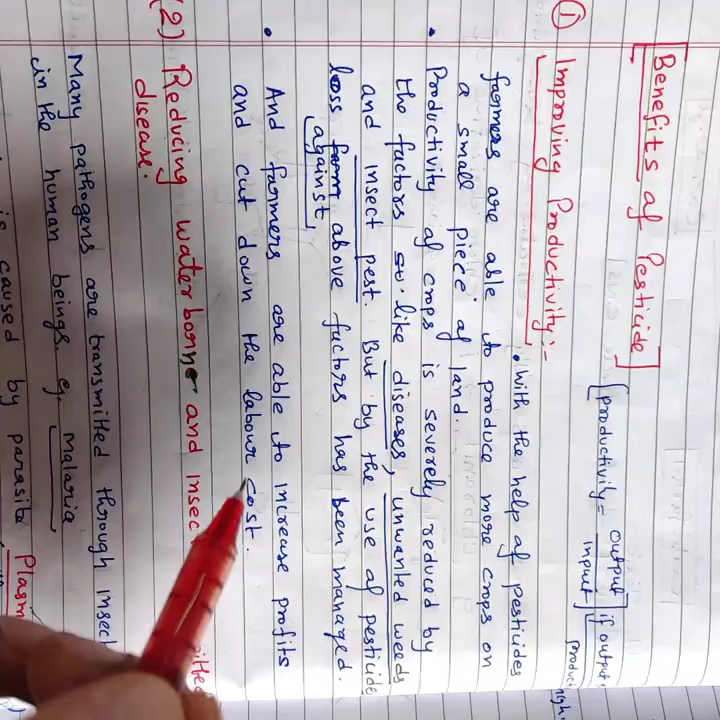 [Benefits of Pesticide]
[productivity = output / input] if output
product
① Improving Productivity:-
• with the help of pesticides
farmers are able to produce more crops on
a small piece of land.
• Productivity of crops is severely reduced by
the factors like diseases, unwanted weeds
and insect pest. But by the use of pesticide
loss against above factors has been managed.
• And farmers are able to increase profits
and cut down the labour cost.
(2) Reducing waterborner and insec
disease.
Many pathogens are transmitted through insect
in the human beings. eg. malaria
is caused by parasite Plasm